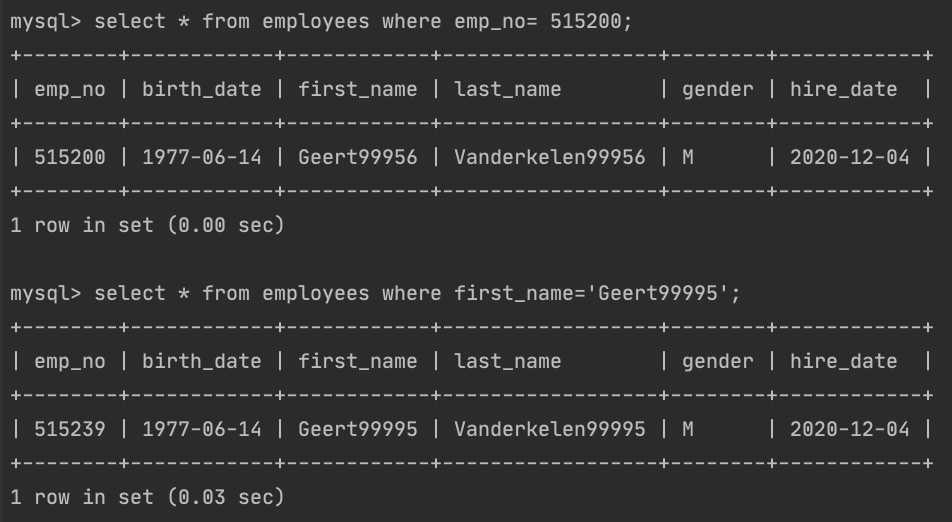 mysql> select * from employees where emp_no= 515200;
+--------+------------+------------+------------------+--------+------------+
| emp_no | birth_date | first_name | last_name        | gender | hire_date  |
+--------+------------+------------+------------------+--------+------------+
| 515200 | 1977-06-14 | Geert99956 | Vanderkelen99956 | M      | 2020-12-04 |
+--------+------------+------------+------------------+--------+------------+
1 row in set (0.00 sec)

mysql> select * from employees where first_name='Geert99995';
+--------+------------+------------+------------------+--------+------------+
| emp_no | birth_date | first_name | last_name        | gender | hire_date  |
+--------+------------+------------+------------------+--------+------------+
| 515239 | 1977-06-14 | Geert99995 | Vanderkelen99995 | M      | 2020-12-04 |
+--------+------------+------------+------------------+--------+------------+
1 row in set (0.03 sec)